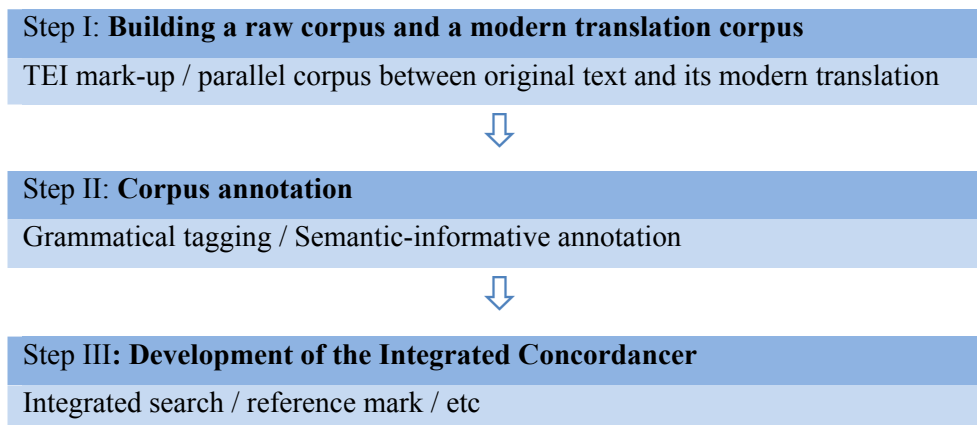 Step I: Building a raw corpus and a modern translation corpus
TEI mark-up / parallel corpus between original text and its modern translation
Step II: Corpus annotation
Grammatical tagging / Semantic-informative annotation
Step III: Development of the Integrated Concordancer
Integrated search / reference mark / etc